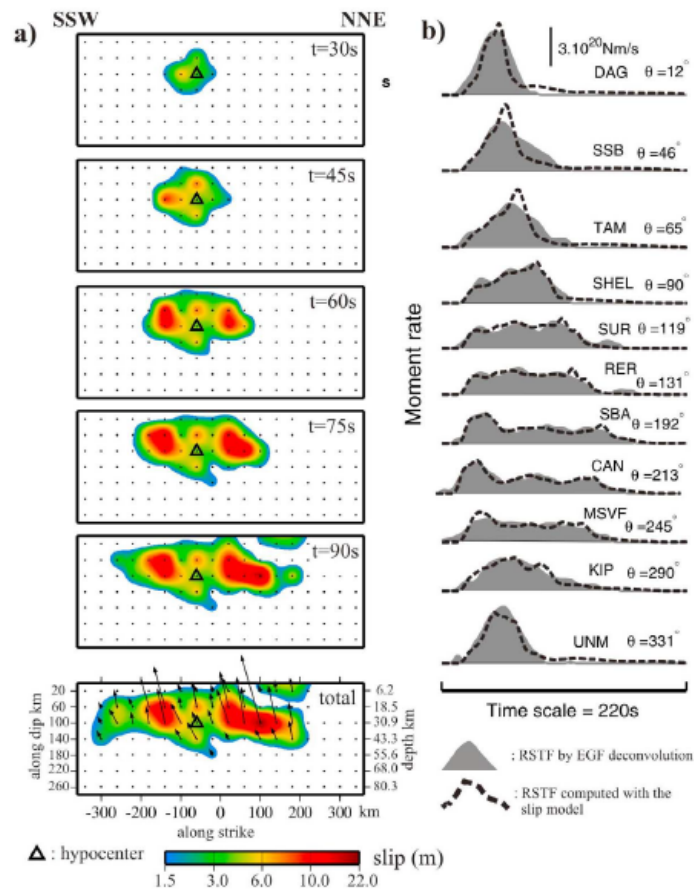 SSW NNE
a)
t=30s
t=45s
t=60s
t=75s
t=90s
total
20
60
100
140
180
220
260
along dip km
6.2
18.5
30.9
43.3
55.6
68.0
80.3
depth km
-300 -200 -100 0 100 200 300 km
along strike
: hypocenter
slip (m)
1.5 3.0 6.0 10.0 22.0
b)
3.10²⁰Nm/s
s
DAG θ =12°
SSB θ =46°
TAM θ =65°
SHEL θ =90°
SUR θ =119°
RER θ =131°
SBA θ =192°
CAN θ =213°
MSVF θ =245°
KIP θ =290°
UNM θ =331°
Moment rate
Time scale = 220s
: RSTF by EGF deconvolution
: RSTF computed with the
slip model